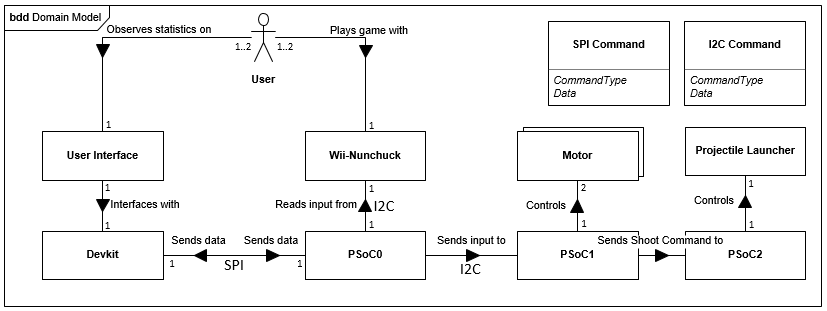 bdd Domain Model
Observes statistics on
Plays game with
1..2
1..2
User
SPI Command
CommandType
Data
I2C Command
CommandType
Data
1
1
User Interface
Wii-Nunchuck
Motor
Projectile Launcher
1
1
2
1
Interfaces with
Reads input from
I2C
Controls
Controls
1
1
1
1
Devkit
Sends data
Sends data
1
SPI
1
PSoC0
Sends input to
I2C
PSoC1
Sends Shoot Command to
PSoC2